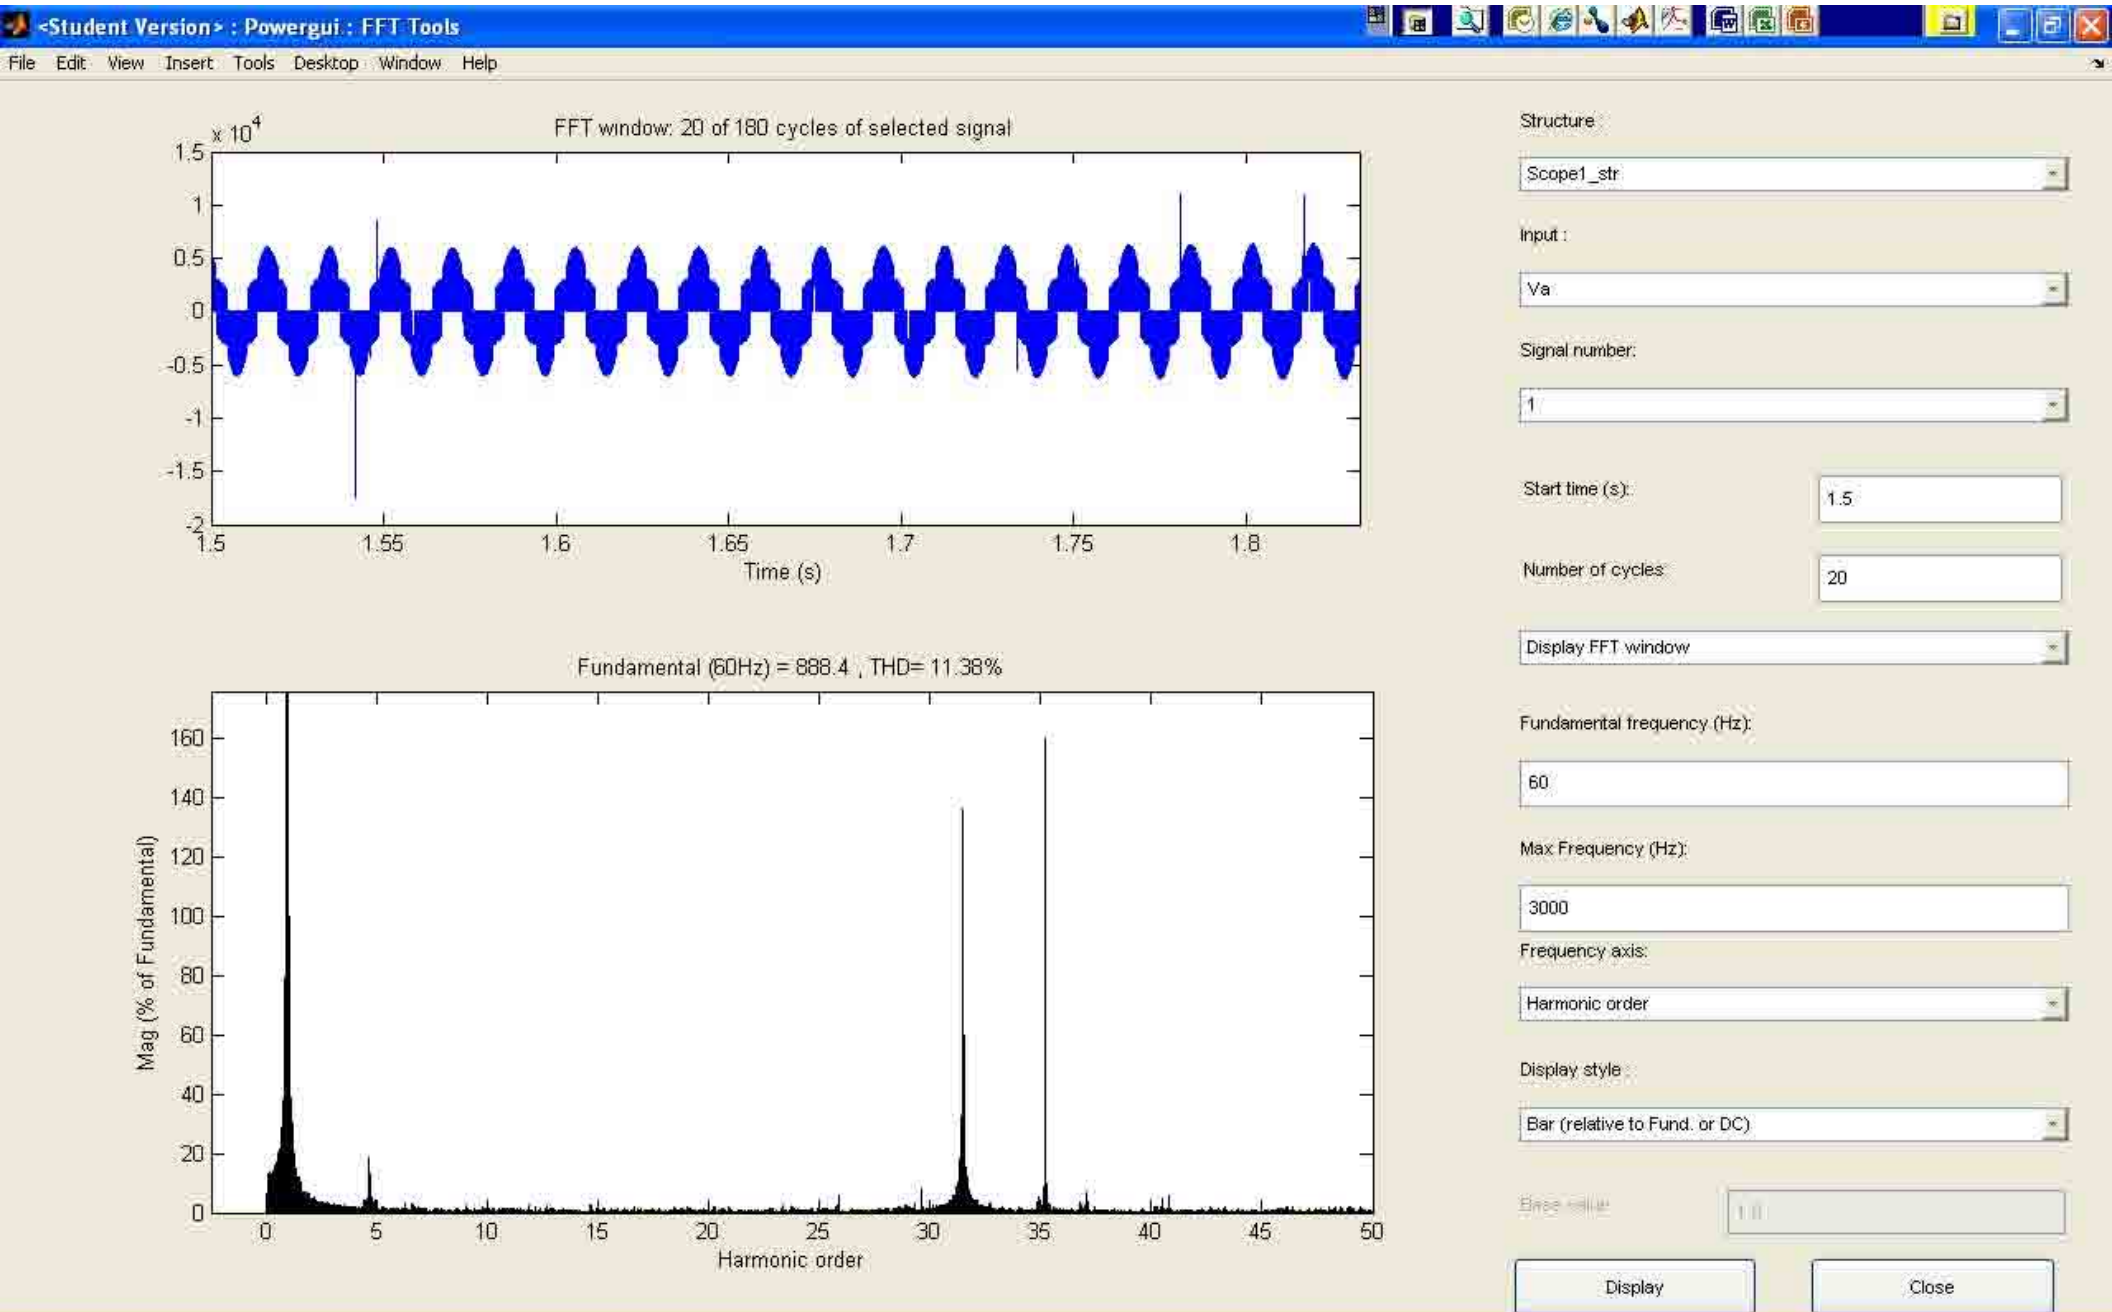 <Student Version> : Powergui : FFT Tools
File Edit View Insert Tools Desktop Window Help
FFT window: 20 of 180 cycles of selected signal
x 10^4
1.5
1
0.5
0
-0.5
-1
-1.5
-2
1.5 1.55 1.6 1.65 1.7 1.75 1.8
Time (s)
Fundamental (60Hz) = 888.4 , THD= 11.38%
Mag (% of Fundamental)
160
140
120
100
80
60
40
20
0
0 5 10 15 20 25 30 35 40 45 50
Harmonic order
Structure :
Scope1_str
Input :
Va
Signal number:
1
Start time (s):
1.5
Number of cycles:
20
Display FFT window
Fundamental frequency (Hz):
60
Max Frequency (Hz):
3000
Frequency axis:
Harmonic order
Display style :
Bar (relative to Fund. or DC)
Base value:
1.0
Display
Close